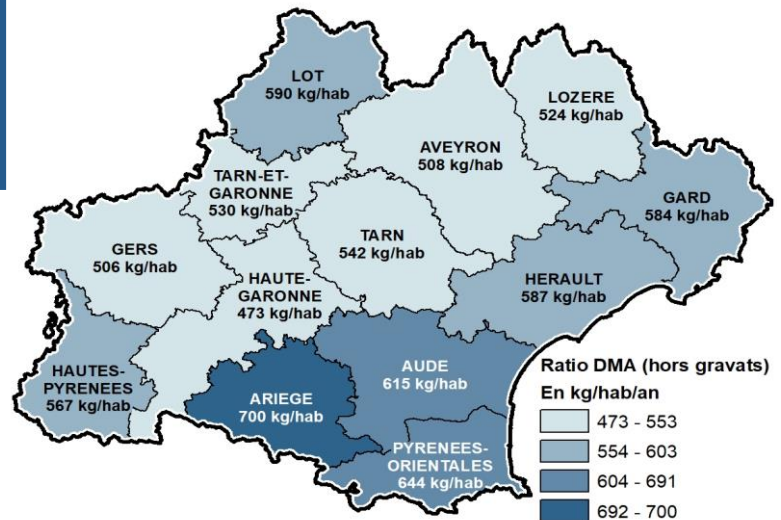 LOT
590 kg/hab
LOZERE
524 kg/hab
AVEYRON
508 kg/hab
TARN-ET-
GARONNE
530 kg/hab
GARD
584 kg/hab
TARN
542 kg/hab
GERS
506 kg/hab
HAUTE-
GARONNE
473 kg/hab
HERAULT
587 kg/hab
HAUTES-
PYRENEES
567 kg/hab
AUDE
615 kg/hab
ARIEGE
700 kg/hab
PYRENEES-
ORIENTALES
644 kg/hab
Ratio DMA (hors gravats)
En kg/hab/an
473 - 553
554 - 603
604 - 691
692 - 700